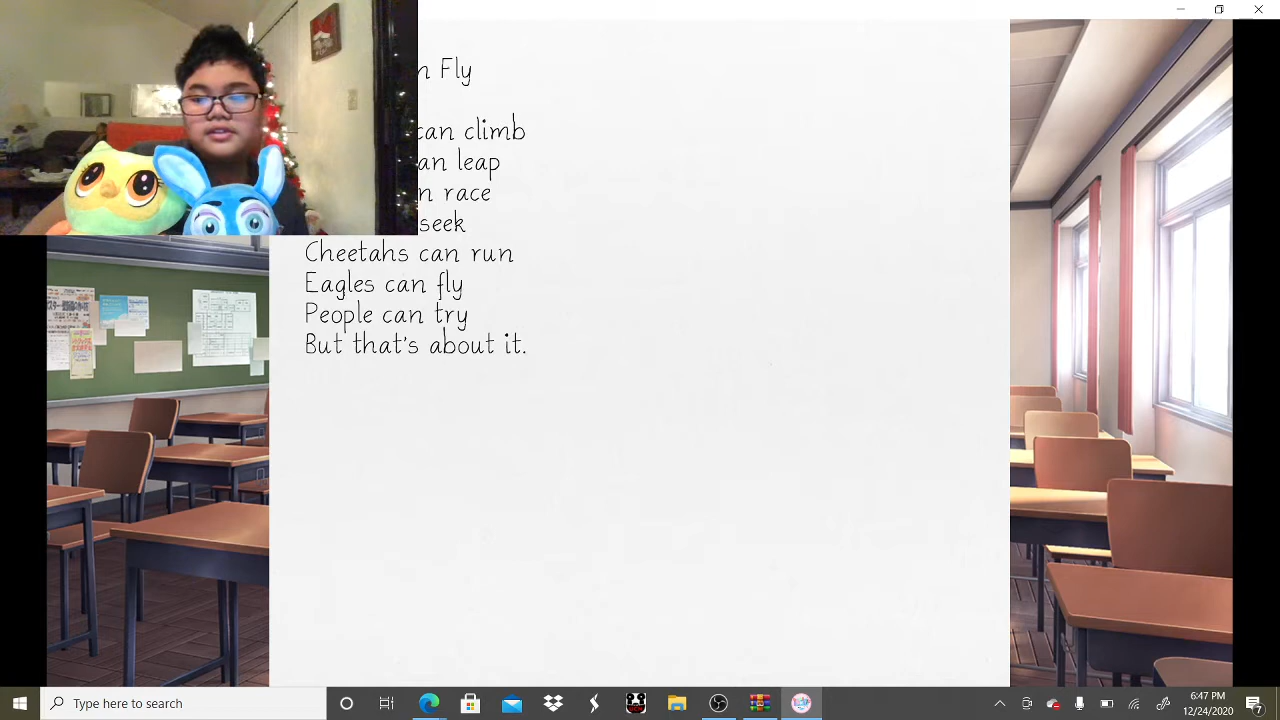 Fly
can climb
leap
race
seek
Cheetahs can run
Eagles can fly
People can try
But that's about it.
Type here to search
6:47 PM
12/24/2020